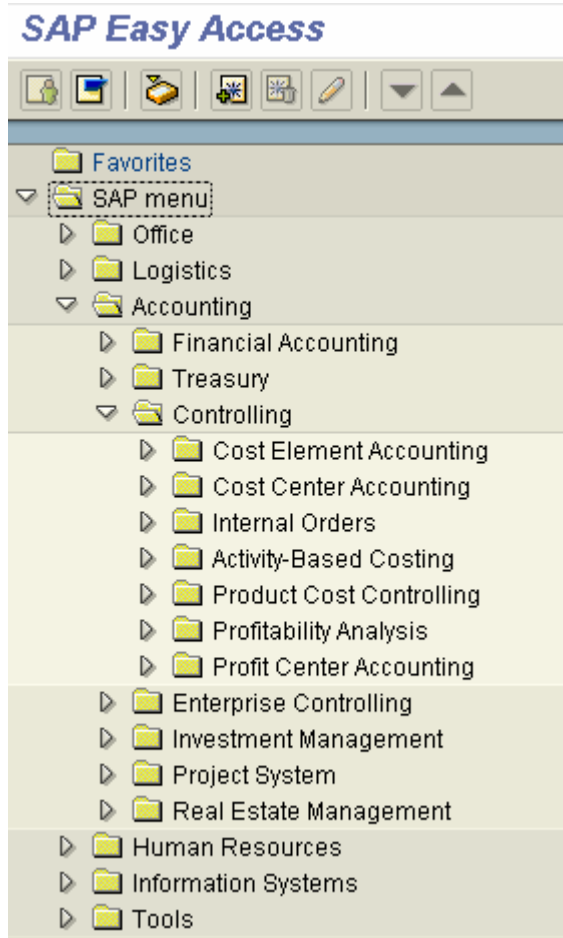 SAP Easy Access
Favorites
SAP menu
Office
Logistics
Accounting
Financial Accounting
Treasury
Controlling
Cost Element Accounting
Cost Center Accounting
Internal Orders
Activity-Based Costing
Product Cost Controlling
Profitability Analysis
Profit Center Accounting
Enterprise Controlling
Investment Management
Project System
Real Estate Management
Human Resources
Information Systems
Tools